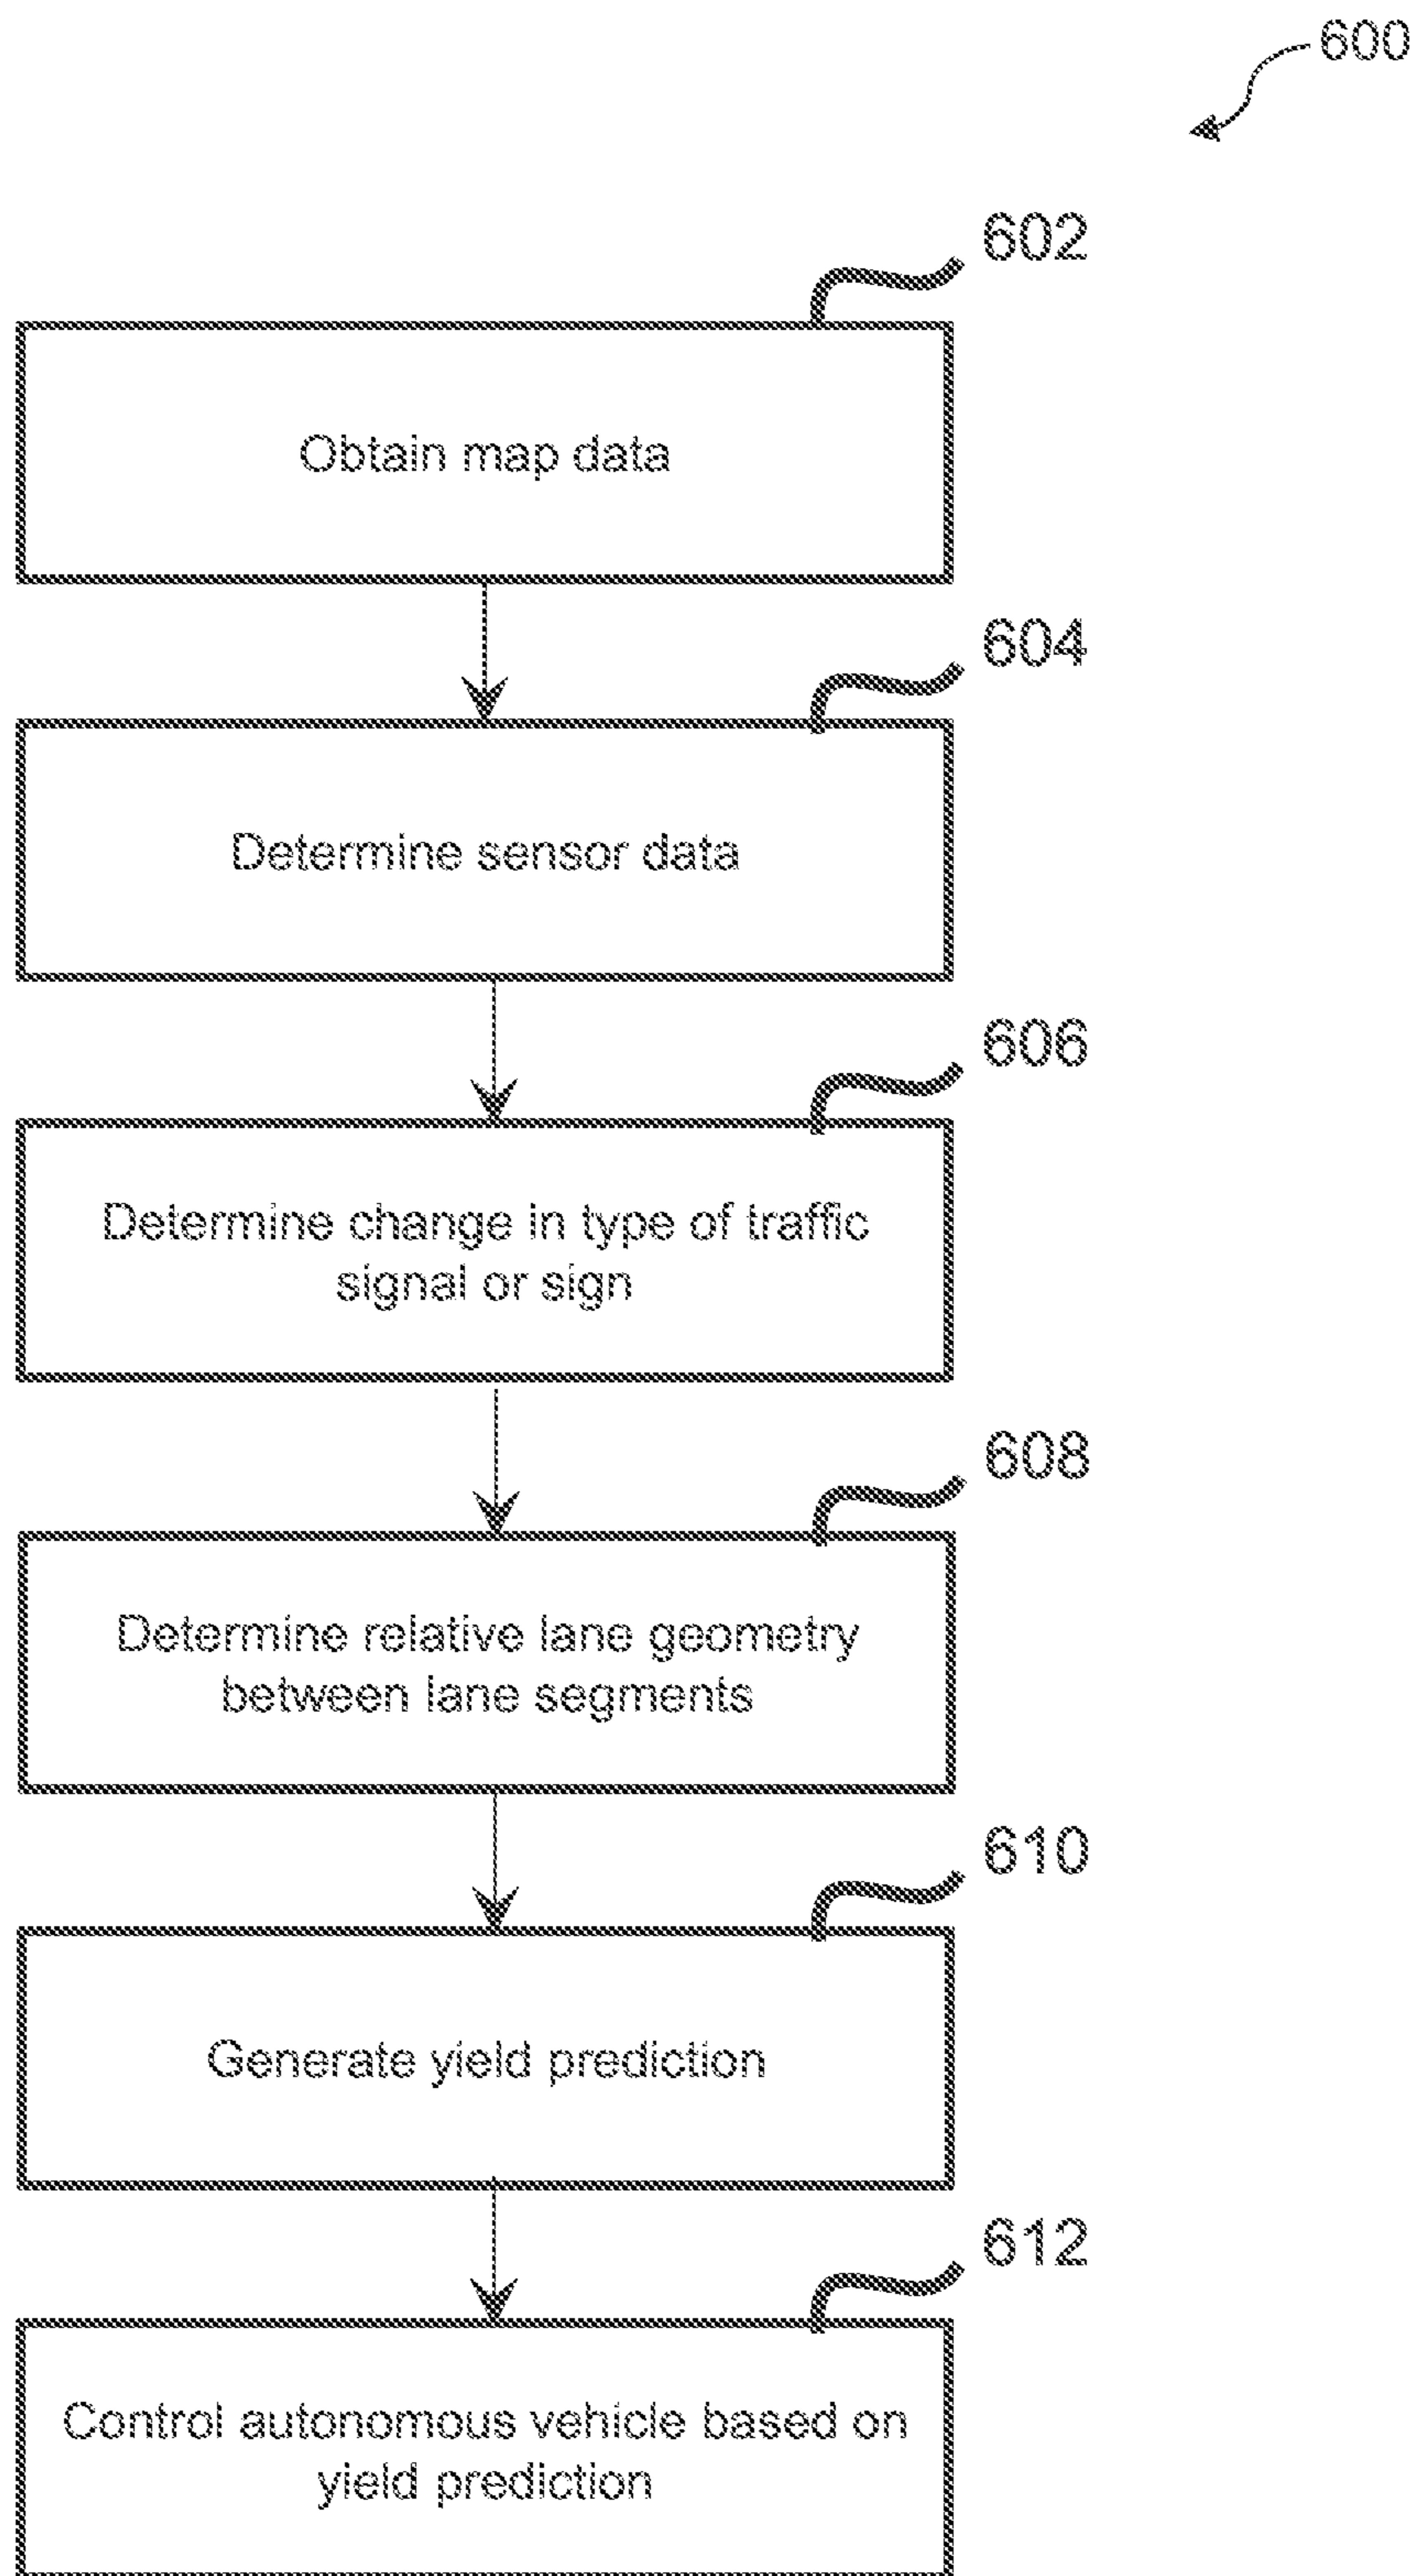 600
602
Obtain map data
604
Determine sensor data
606
Determine change in type of traffic
signal or sign
608
Determine relative lane geometry
between lane segments
610
Generate yield prediction
612
Control autonomous vehicle based on
yield prediction